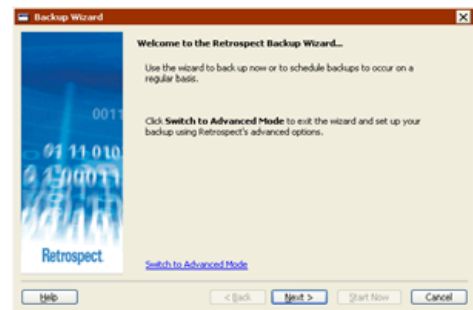 Backup Wizard
Welcome to the Retrospect Backup Wizard...
Use the wizard to back up now or to schedule backups to occur on a
regular basis.
Click Switch to Advanced Mode to exit the wizard and set up your
backup using Retrospect's advanced options.
0011
01 11 010
0 1 00011
Retrospect
Switch to Advanced Mode
Help
< Back
Next >
Start Now
Cancel